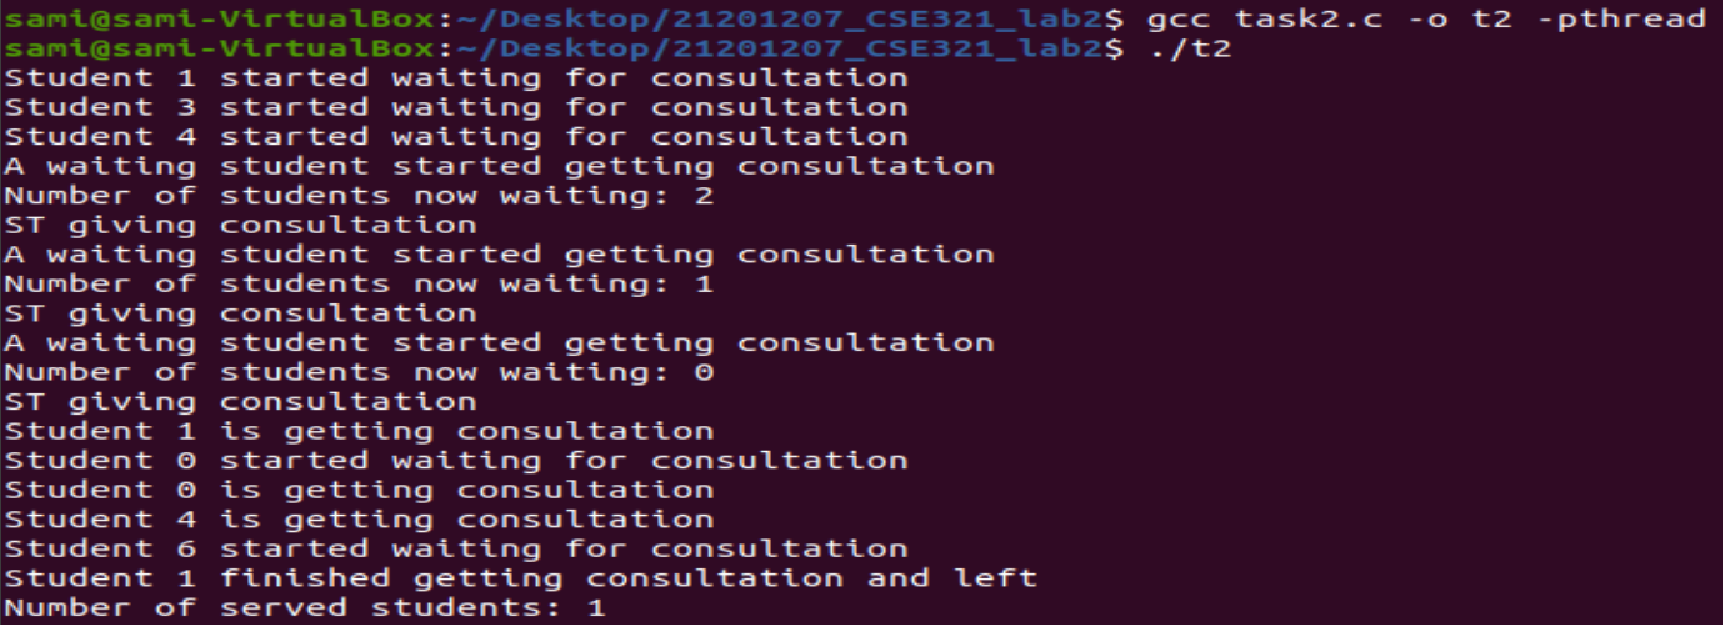 sami@sami-VirtualBox:~/Desktop/21201207_CSE321_lab2$ gcc task2.c -o t2 -pthread
sami@sami-VirtualBox:~/Desktop/21201207_CSE321_lab2$ ./t2
Student 1 started waiting for consultation
Student 3 started waiting for consultation
Student 4 started waiting for consultation
A waiting student started getting consultation
Number of students now waiting: 2
ST giving consultation
A waiting student started getting consultation
Number of students now waiting: 1
ST giving consultation
A waiting student started getting consultation
Number of students now waiting: 0
ST giving consultation
Student 1 is getting consultation
Student 0 started waiting for consultation
Student 0 is getting consultation
Student 4 is getting consultation
Student 6 started waiting for consultation
Student 1 finished getting consultation and left
Number of served students: 1